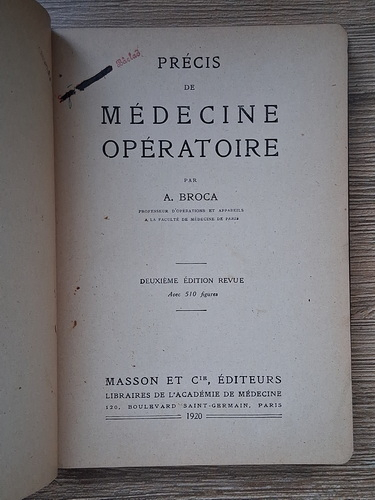 PRÉCIS
DE
MÉDECINE
OPÉRATOIRE
PAR
A. BROCA
PROFESSEUR D'OPÉRATIONS ET APPAREILS
A LA FACULTÉ DE MÉDECINE DE PARIS
DEUXIÈME ÉDITION REVUE
Avec 510 figures
MASSON ET Cie, ÉDITEURS
LIBRAIRES DE L'ACADÉMIE DE MÉDECINE
120, BOULEVARD SAINT-GERMAIN, PARIS
1920